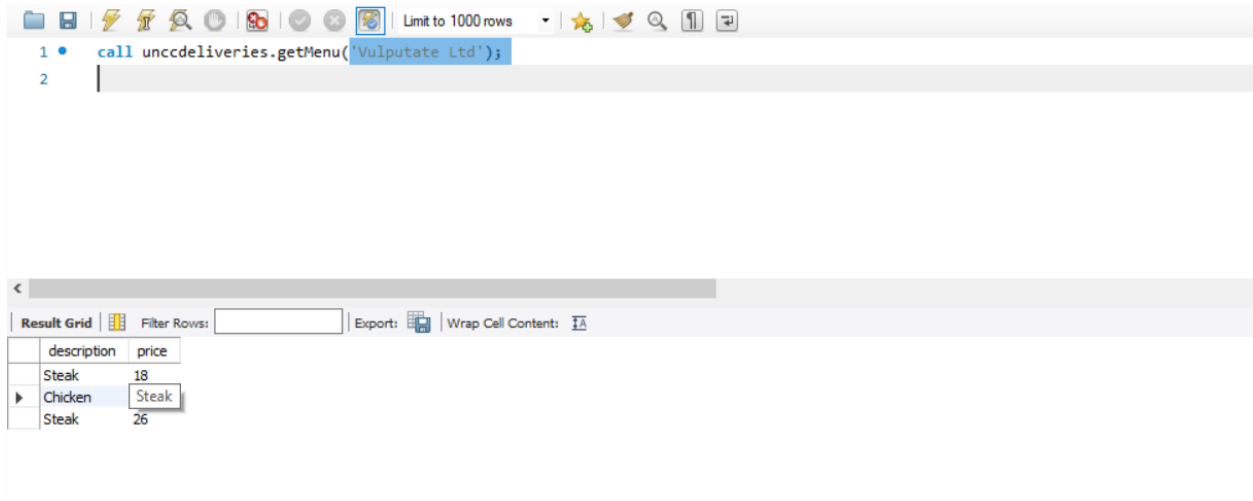 Limit to 1000 rows
1 call unccdeliveries.getMenu('Vulputate Ltd');
2
Result Grid Filter Rows: Export: Wrap Cell Content: IA
description price
Steak 18
Chicken Steak
Steak 26